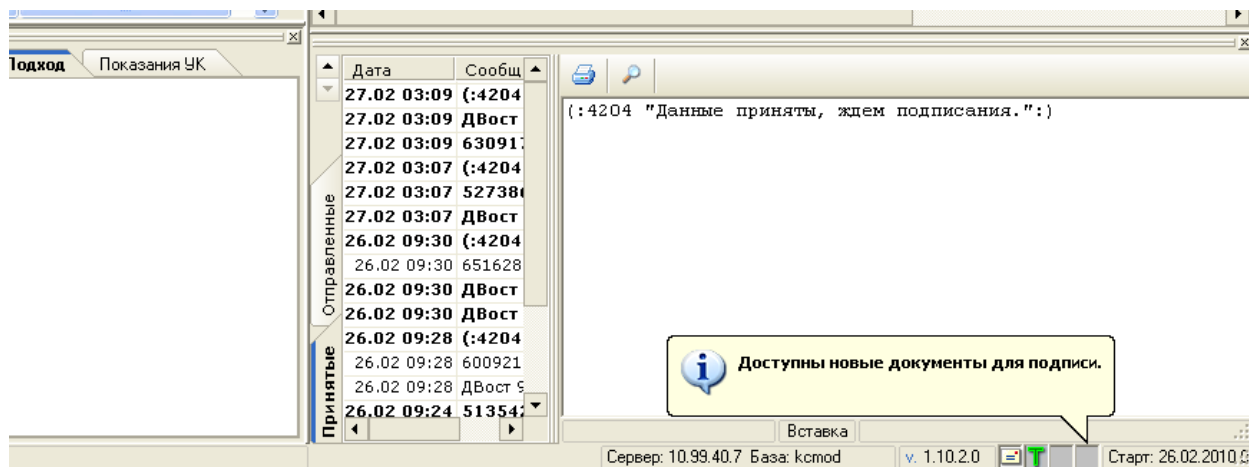 Подход
Показания УК
Дата Сообщ
27.02 03:09 (:4204
27.02 03:09 ДВост
27.02 03:09 630917
27.02 03:07 (:4204
27.02 03:07 527386
27.02 03:07 ДВост
26.02 09:30 (:4204
26.02 09:30 651628
26.02 09:30 ДВост
26.02 09:30 ДВост
26.02 09:28 (:4204
26.02 09:28 600921
26.02 09:28 ДВост 9
26.02 09:24 513542
Отправленные
Принятые
(:4204 "Данные приняты, ждем подписания.":)
Доступны новые документы для подписи.
Вставка
Сервер: 10.99.40.7 База: kcmod
v. 1.10.2.0
Старт: 26.02.2010